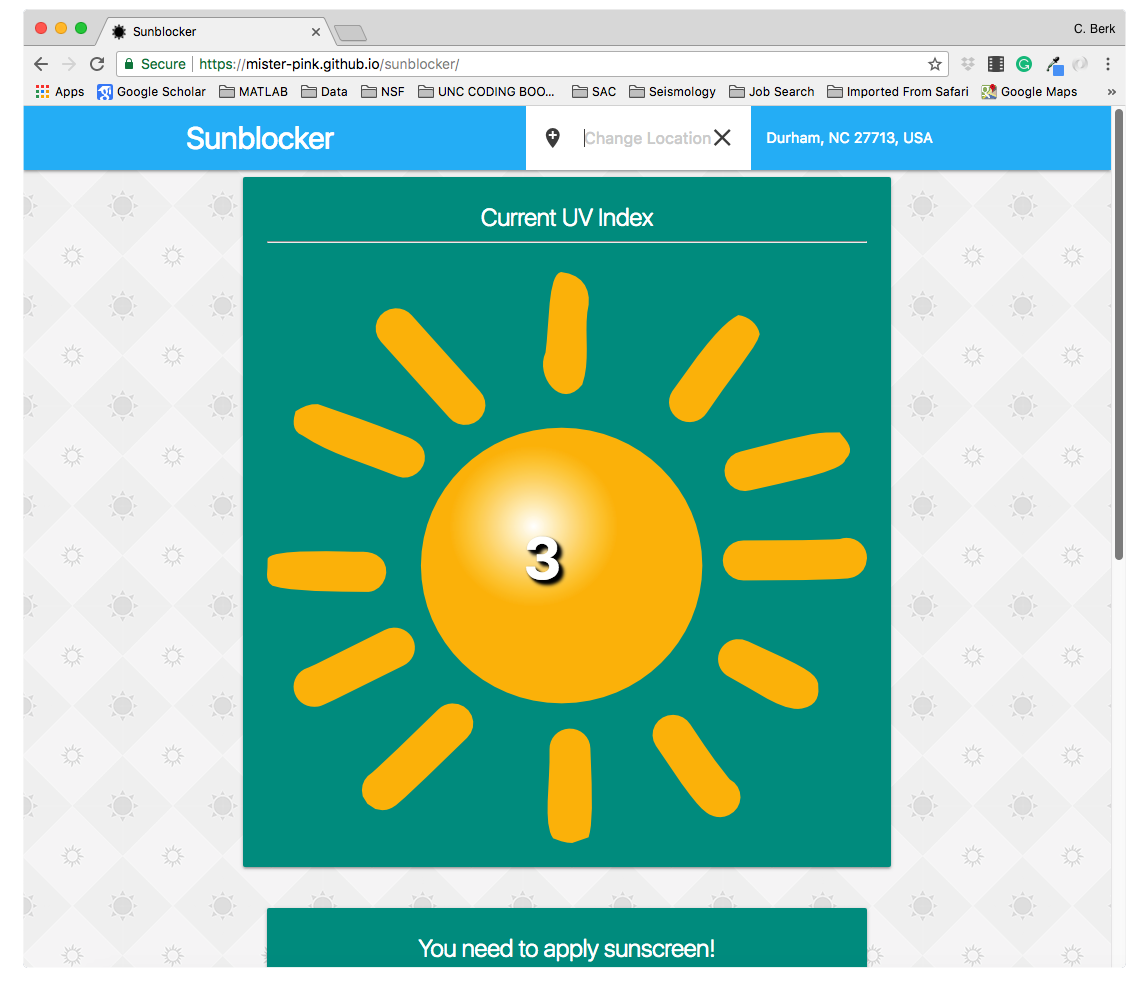 Sunblocker
C. Berk
Secure https://mister-pink.github.io/sunblocker/
Apps Google Scholar MATLAB Data NSF UNC CODING BOO... SAC Seismology Job Search Imported From Safari Google Maps »
Sunblocker Change Location Durham, NC 27713, USA
Current UV Index
3
You need to apply sunscreen!